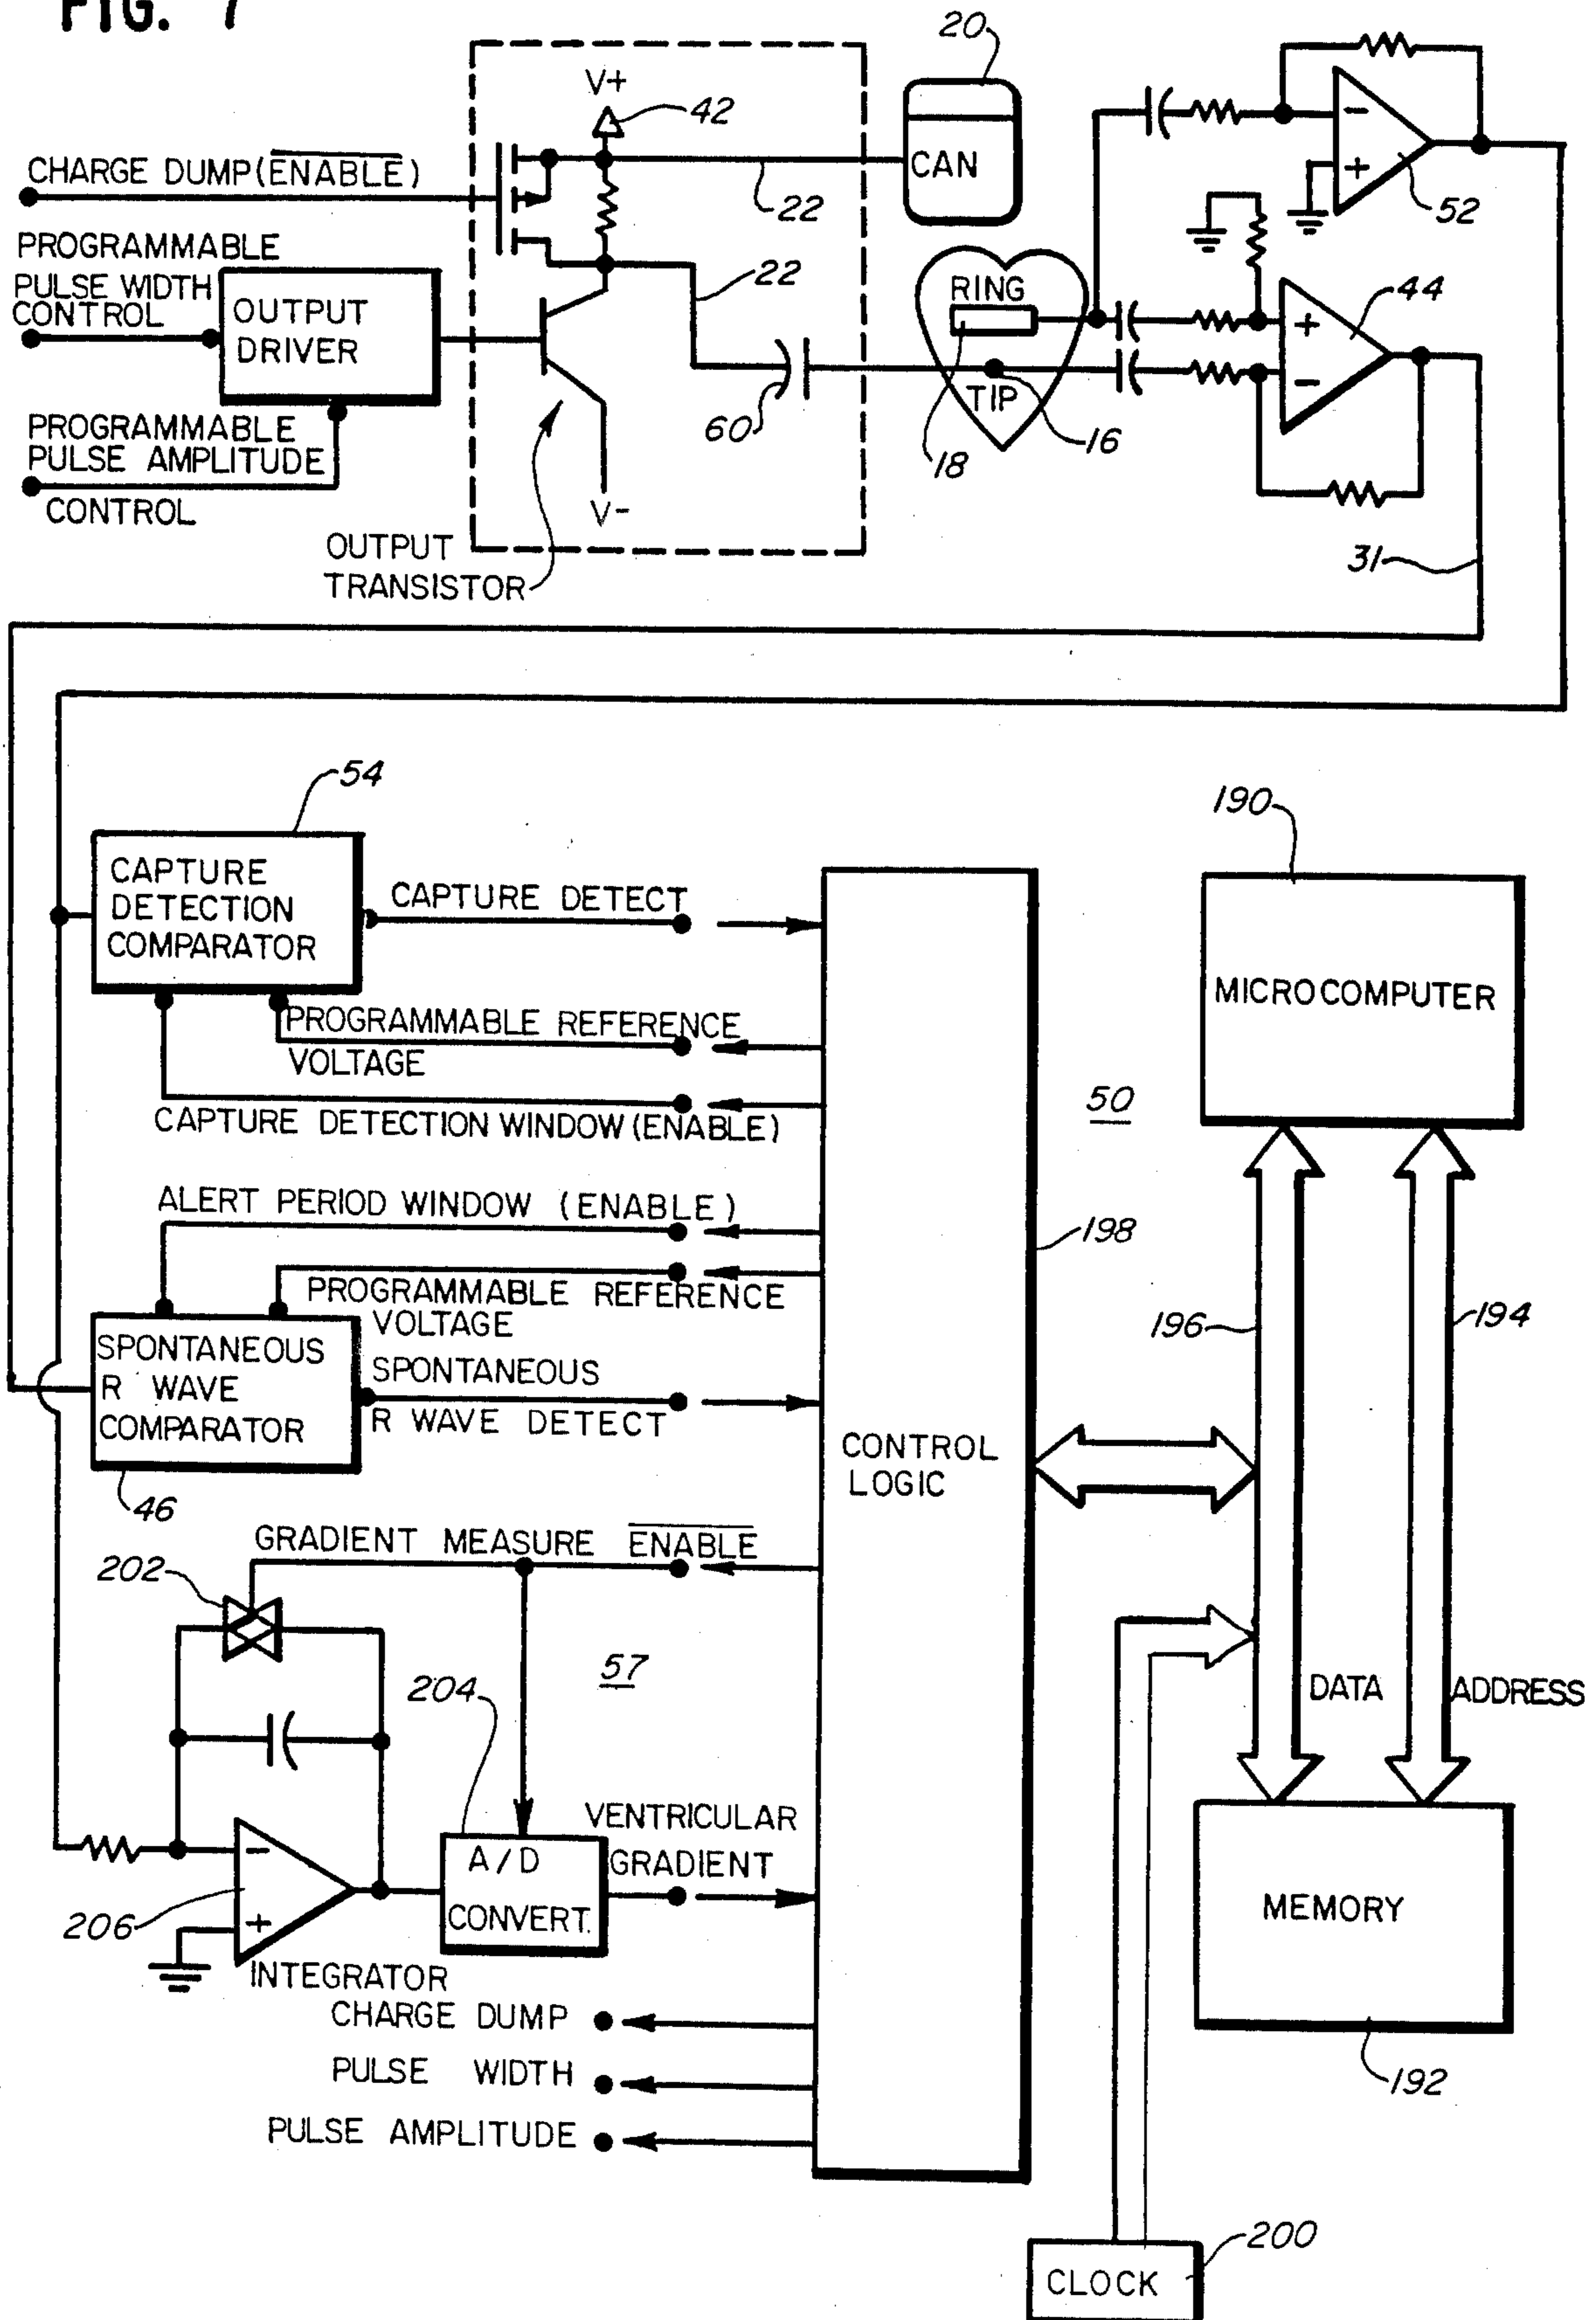 FIG. 7
20
V+
42
CHARGE DUMP (ENABLE)
CAN
-
+
52
22
PROGRAMMABLE
PULSE WIDTH
CONTROL
OUTPUT
DRIVER
22
RING
44
+
-
PROGRAMMABLE
PULSE AMPLITUDE
CONTROL
60
TIP
18
16
V-
OUTPUT
TRANSISTOR
31
54
190
CAPTURE
DETECTION
COMPARATOR
CAPTURE DETECT
MICROCOMPUTER
PROGRAMMABLE REFERENCE
VOLTAGE
50
CAPTURE DETECTION WINDOW (ENABLE)
ALERT PERIOD WINDOW (ENABLE)
198
PROGRAMMABLE REFERENCE
VOLTAGE
196
194
SPONTANEOUS
R WAVE
COMPARATOR
SPONTANEOUS
R WAVE DETECT
CONTROL
LOGIC
46
GRADIENT MEASURE ENABLE
202
57
204
DATA
ADDRESS
VENTRICULAR
GRADIENT
A/D
CONVERT.
-
+
206
MEMORY
INTEGRATOR
CHARGE DUMP
PULSE WIDTH
192
PULSE AMPLITUDE
200
CLOCK